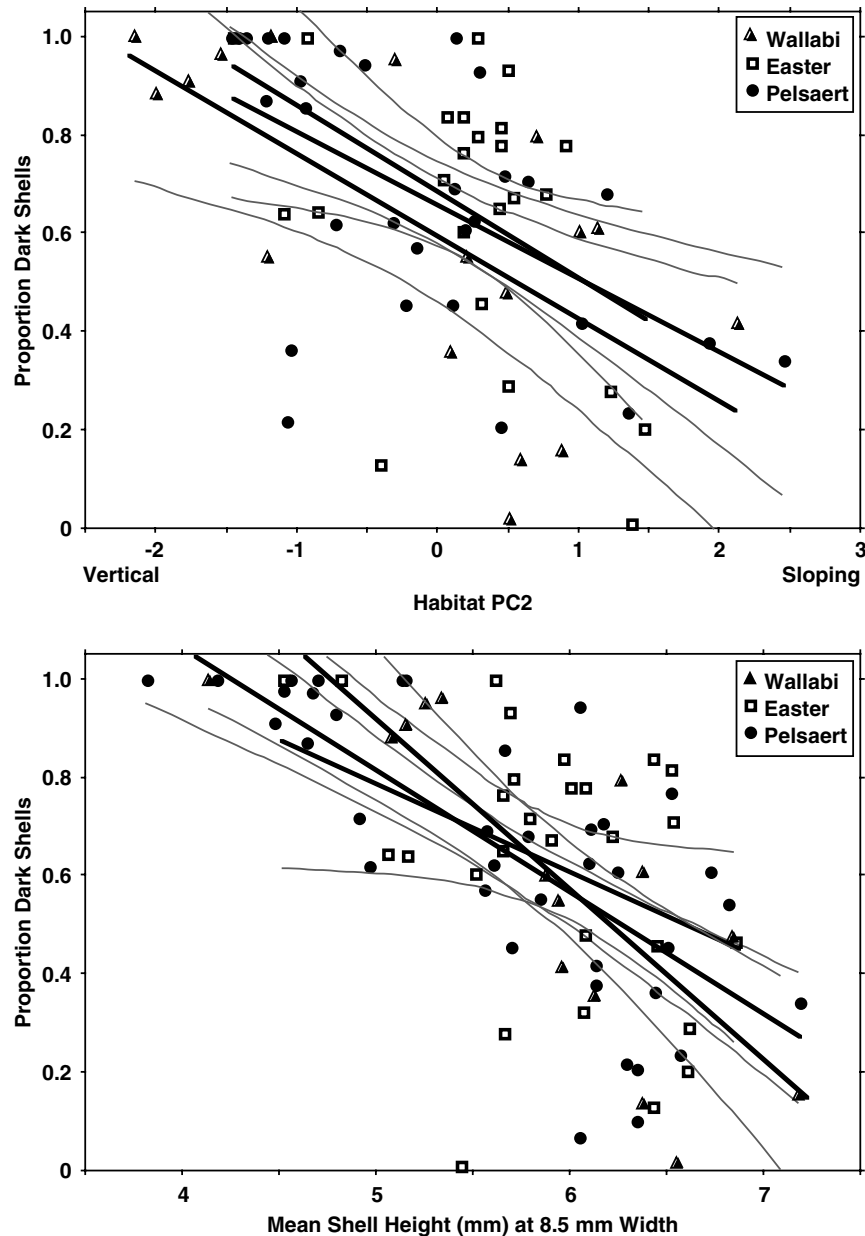 1.0
0.8
0.6
0.4
0.2
0
Proportion Dark Shells
Wallabi
Easter
Pelsaert
-2 -1 0 1 2 3
Vertical Sloping
Habitat PC2
1.0
0.8
0.6
0.4
0.2
0
Proportion Dark Shells
Wallabi
Easter
Pelsaert
4 5 6 7
Mean Shell Height (mm) at 8.5 mm Width